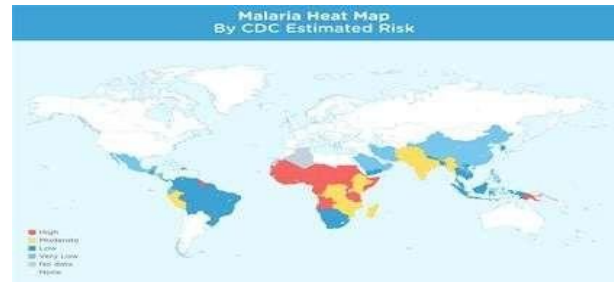 Malaria Heat Map
By CDC Estimated Risk
High
Moderate
Low
Very Low
No data
None